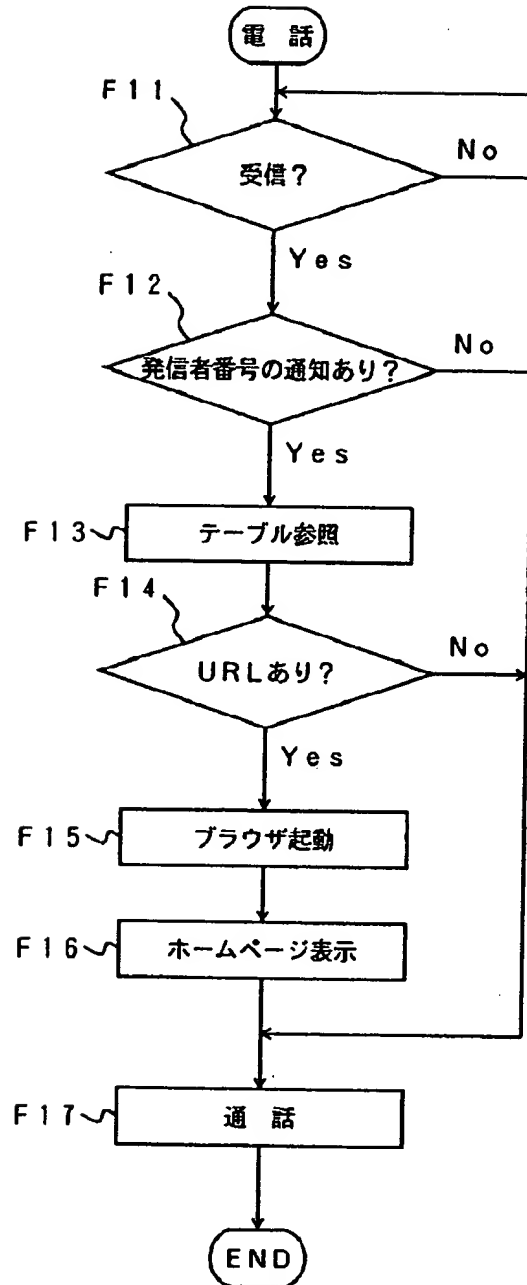 電 話
F11
受信?
No
Yes
F12
発信者番号の通知あり?
No
Yes
F13
テーブル参照
F14
URLあり?
No
Yes
F15
ブラウザ起動
F16
ホームページ表示
F17
通 話
END